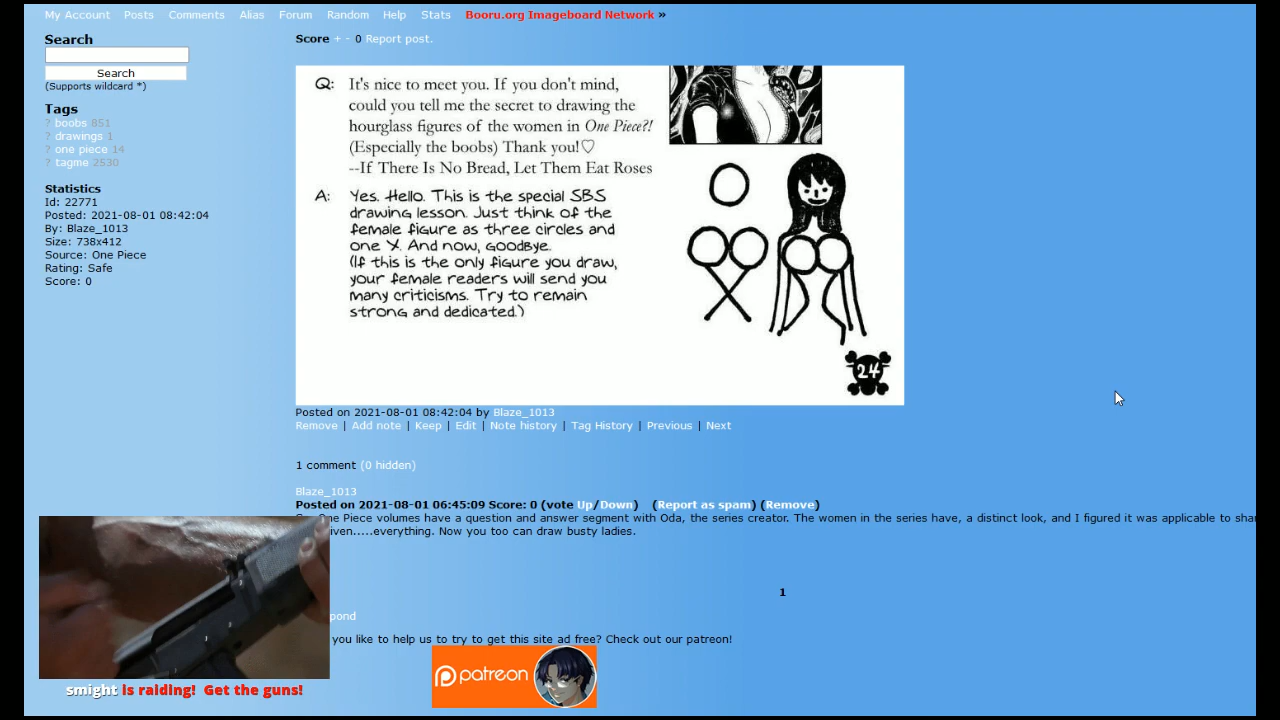 My Account Posts Comments Alias Forum Random Help Stats Booru.org Imageboard Network »
Search
Search
(Supports wildcard *)
Tags
? boobs 851
? drawings 1
? one piece 14
? tagme 2530
Statistics
Id: 22771
Posted: 2021-08-01 08:42:04
By: Blaze_1013
Size: 738x412
Source: One Piece
Rating: Safe
Score: 0
Score + - 0 Report post.
Q: It's nice to meet you. If you don't mind,
could you tell me the secret to drawing the
hourglass figures of the women in One Piece?!
(Especially the boobs) Thank you!♡
--If There Is No Bread, Let Them Eat Roses
A: Yes. Hello. This is the special SBS
drawing lesson. Just think of the
female figure as three circles and
one X. And now, goodbye.
(If this is the only figure you draw,
your female readers will send you
many criticisms. Try to remain
strong and dedicated.)
24
Posted on 2021-08-01 08:42:04 by Blaze_1013
Remove | Add note | Keep | Edit | Note history | Tag History | Previous | Next
1 comment (0 hidden)
Blaze_1013
Posted on 2021-08-01 06:45:09 Score: 0 (vote Up/Down) (Report as spam) (Remove)
One Piece volumes have a question and answer segment with Oda, the series creator. The women in the series have, a distinct look, and I figured it was applicable to
.....everything. Now you too can draw busty ladies.
1
you like to help us to try to get this site ad free? Check out our patreon!
patreon
smight is raiding! Get the guns!